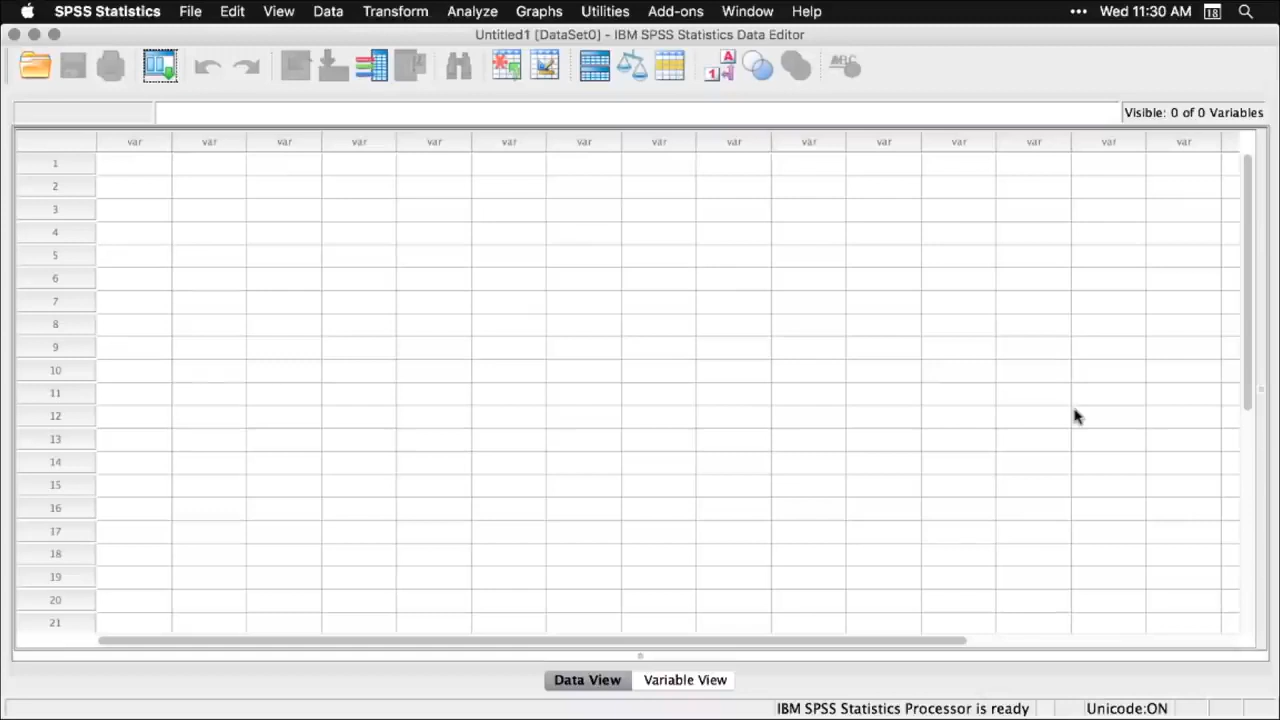 SPSS Statistics File Edit View Data Transform Analyze Graphs Utilities Add-ons Window Help ••• Wed 11:30 AM 18
Untitled1 [DataSet0] - IBM SPSS Statistics Data Editor
1 A
ABC
Visible: 0 of 0 Variables
var var var var var var var var var var var var var var var
1
2
3
4
5
6
7
8
9
10
11
12
13
14
15
16
17
18
19
20
21
Data View Variable View
IBM SPSS Statistics Processor is ready Unicode:ON